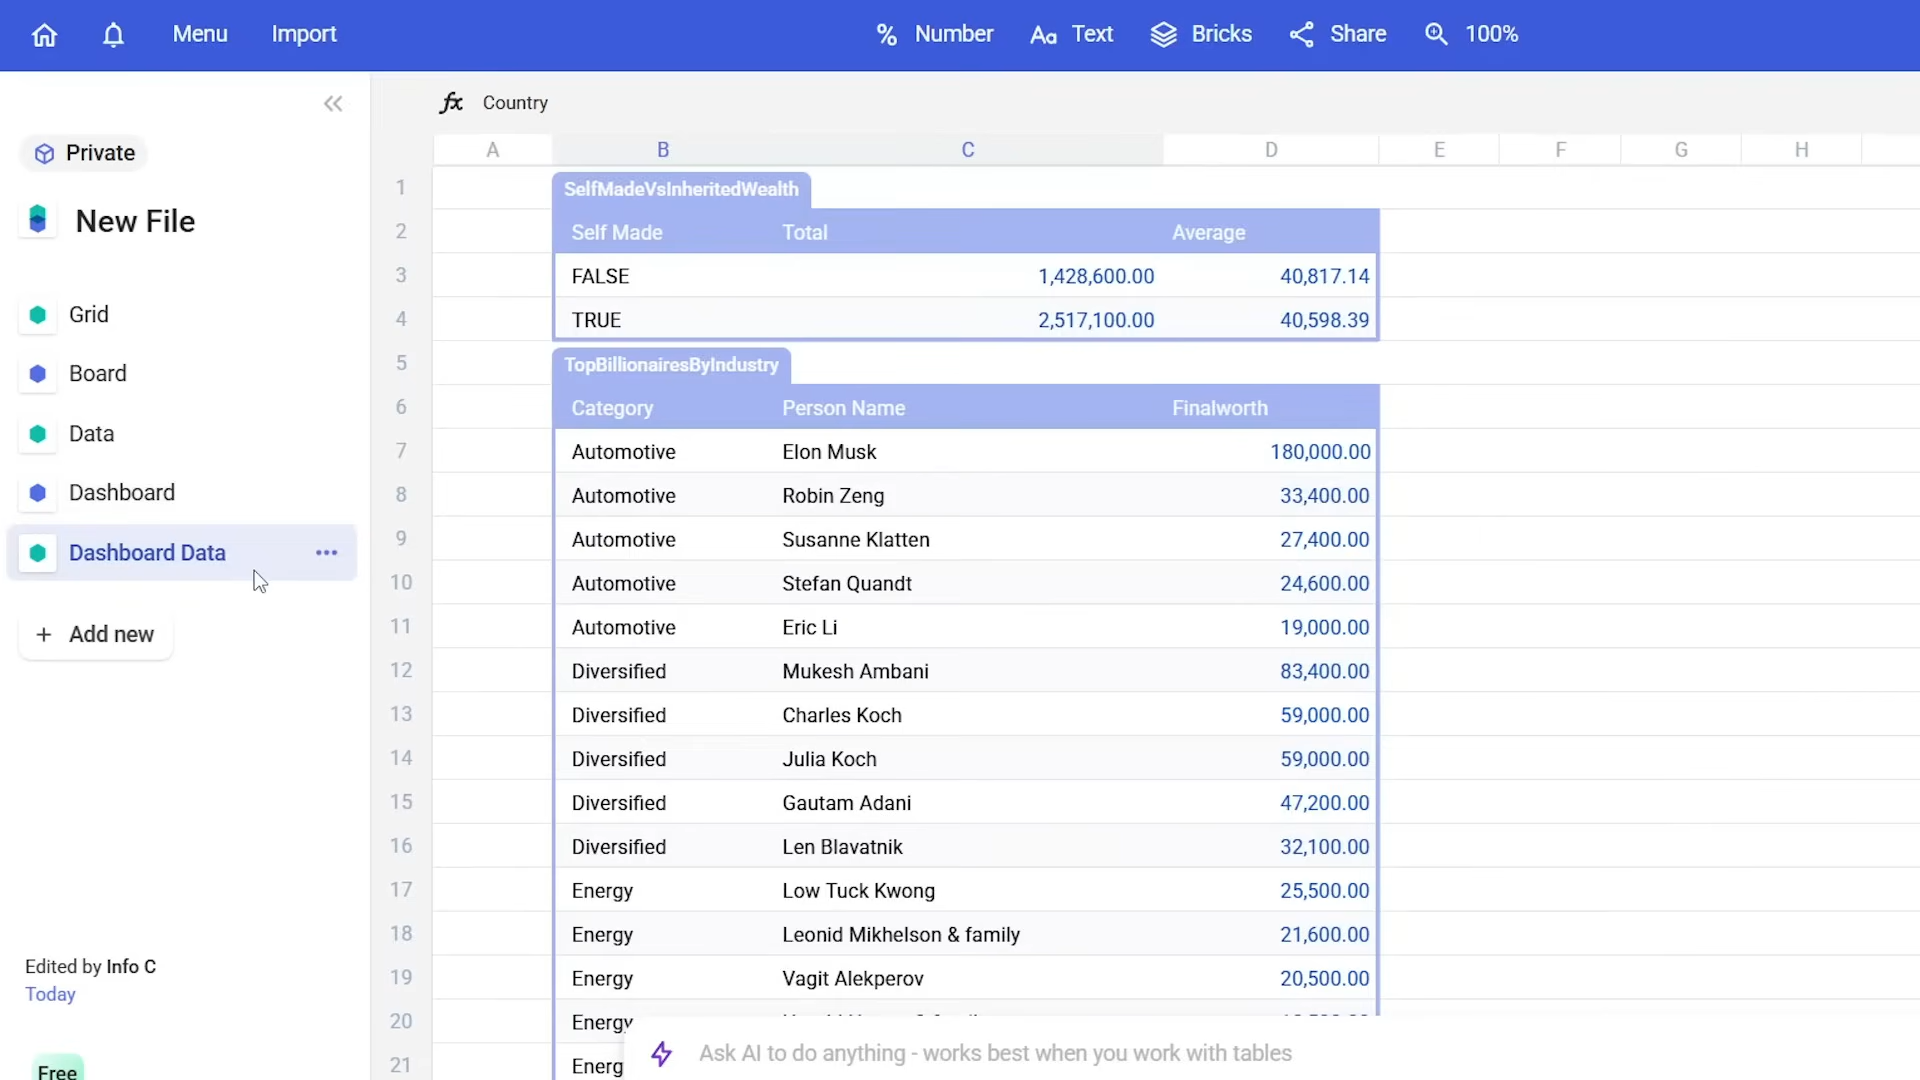 Menu Import % Number Aa Text Bricks Share 100%
fx Country
Private
New File
Grid
Board
Data
Dashboard
Dashboard Data
+ Add new
Edited by Info C
Today
Free
A B C D E F G H
1 SelfMadeVsInheritedWealth
2 Self Made Total Average
3 FALSE 1,428,600.00 40,817.14
4 TRUE 2,517,100.00 40,598.39
5 TopBillionairesByIndustry
6 Category Person Name Finalworth
7 Automotive Elon Musk 180,000.00
8 Automotive Robin Zeng 33,400.00
9 Automotive Susanne Klatten 27,400.00
10 Automotive Stefan Quandt 24,600.00
11 Automotive Eric Li 19,000.00
12 Diversified Mukesh Ambani 83,400.00
13 Diversified Charles Koch 59,000.00
14 Diversified Julia Koch 59,000.00
15 Diversified Gautam Adani 47,200.00
16 Diversified Len Blavatnik 32,100.00
17 Energy Low Tuck Kwong 25,500.00
18 Energy Leonid Mikhelson & family 21,600.00
19 Energy Vagit Alekperov 20,500.00
20 Energy
21 Energ
Ask AI to do anything - works best when you work with tables